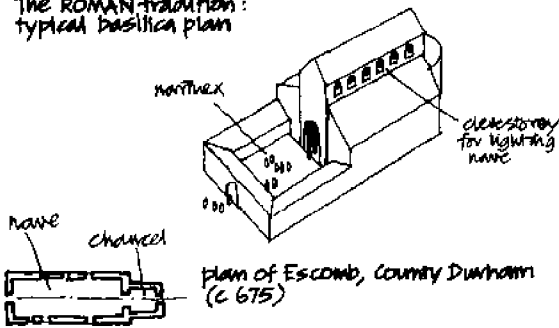 The ROMAN tradition:
typical basilica plan
narthex
clerestorey
for lighting
nave
nave
chancel
plan of Escomb, County Durham
(c 675)